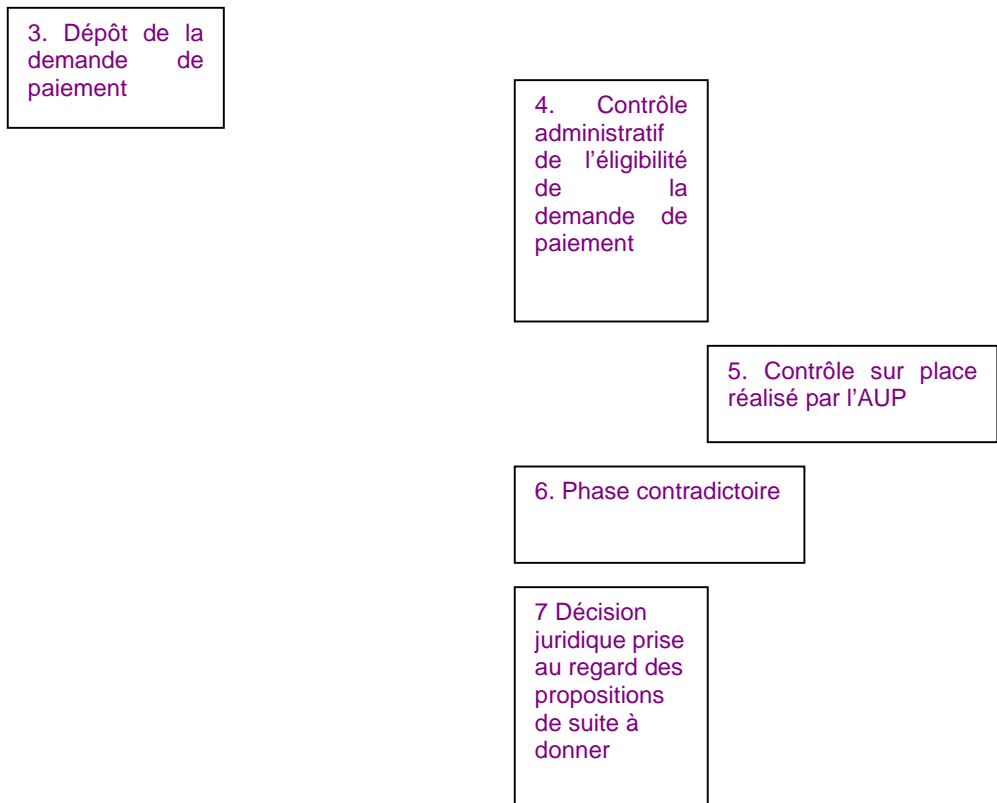 3. Dépôt de la
demande de
paiement
4. Contrôle
administratif
de l'éligibilité
de la
demande de
paiement
5. Contrôle sur place
réalisé par l'AUP
6. Phase contradictoire
7 Décision
juridique prise
au regard des
propositions
de suite à
donner